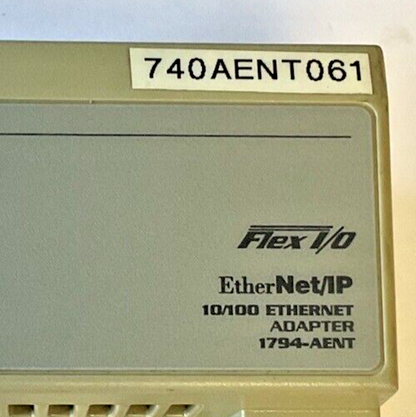 740AENT061
Flex I/O
EtherNet/IP
10/100 ETHERNET
ADAPTER
1794-AENT